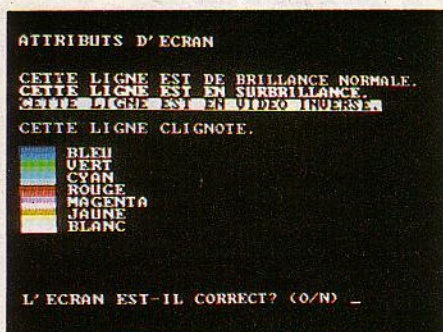 ATTRIBUTS D'ECRAN
CETTE LIGNE EST DE BRILLANCE NORMALE.
CETTE LIGNE EST EN SURBRILLANCE.
CETTE LIGNE EST EN VIDEO INVERSE.
CETTE LIGNE CLIGNOTE.
BLEU
VERT
CYAN
ROUGE
MAGENTA
JAUNE
BLANC
L'ECRAN EST-IL CORRECT? (O/N) _